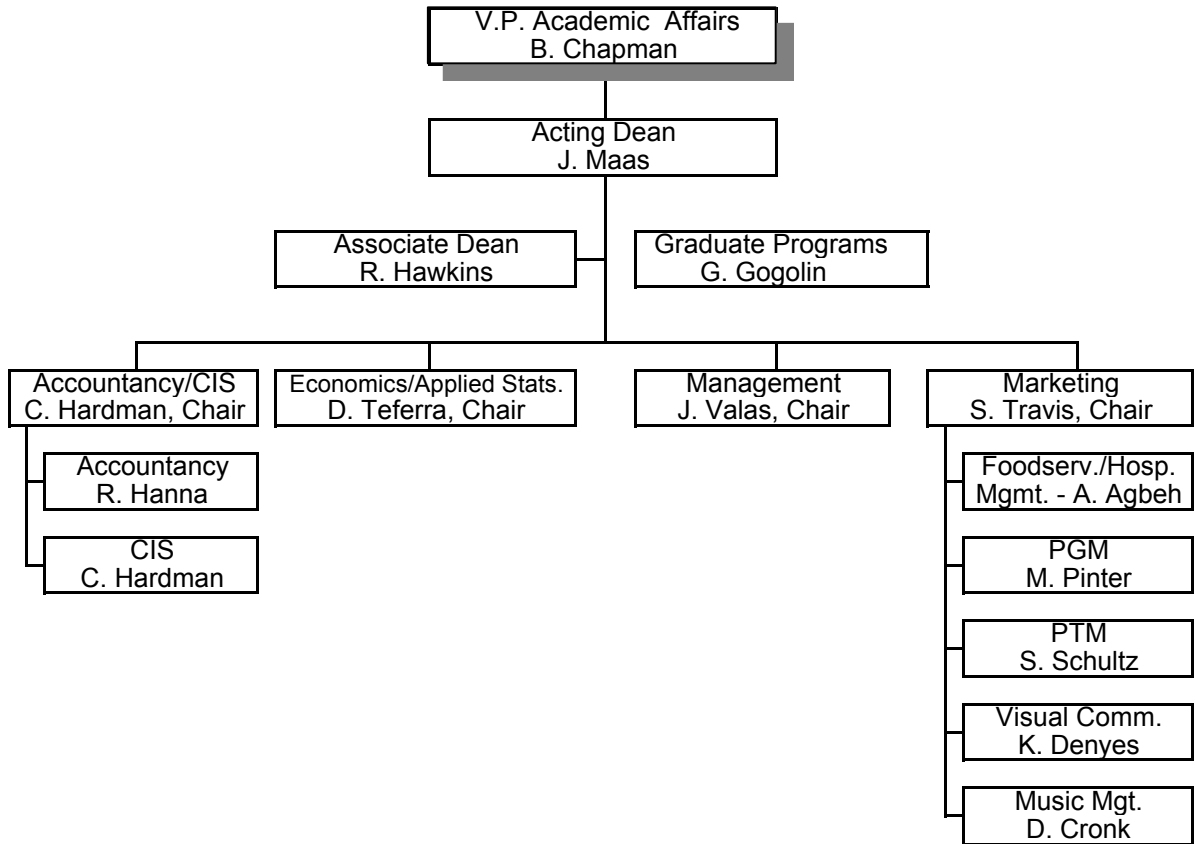 V.P. Academic Affairs
B. Chapman
Acting Dean
J. Maas
Associate Dean
R. Hawkins
Graduate Programs
G. Gogolin
Accountancy/CIS
C. Hardman, Chair
Economics/Applied Stats.
D. Teferra, Chair
Management
J. Valas, Chair
Marketing
S. Travis, Chair
Accountancy
R. Hanna
CIS
C. Hardman
Foodserv./Hosp.
Mgmt. - A. Agbeh
PGM
M. Pinter
PTM
S. Schultz
Visual Comm.
K. Denyes
Music Mgt.
D. Cronk